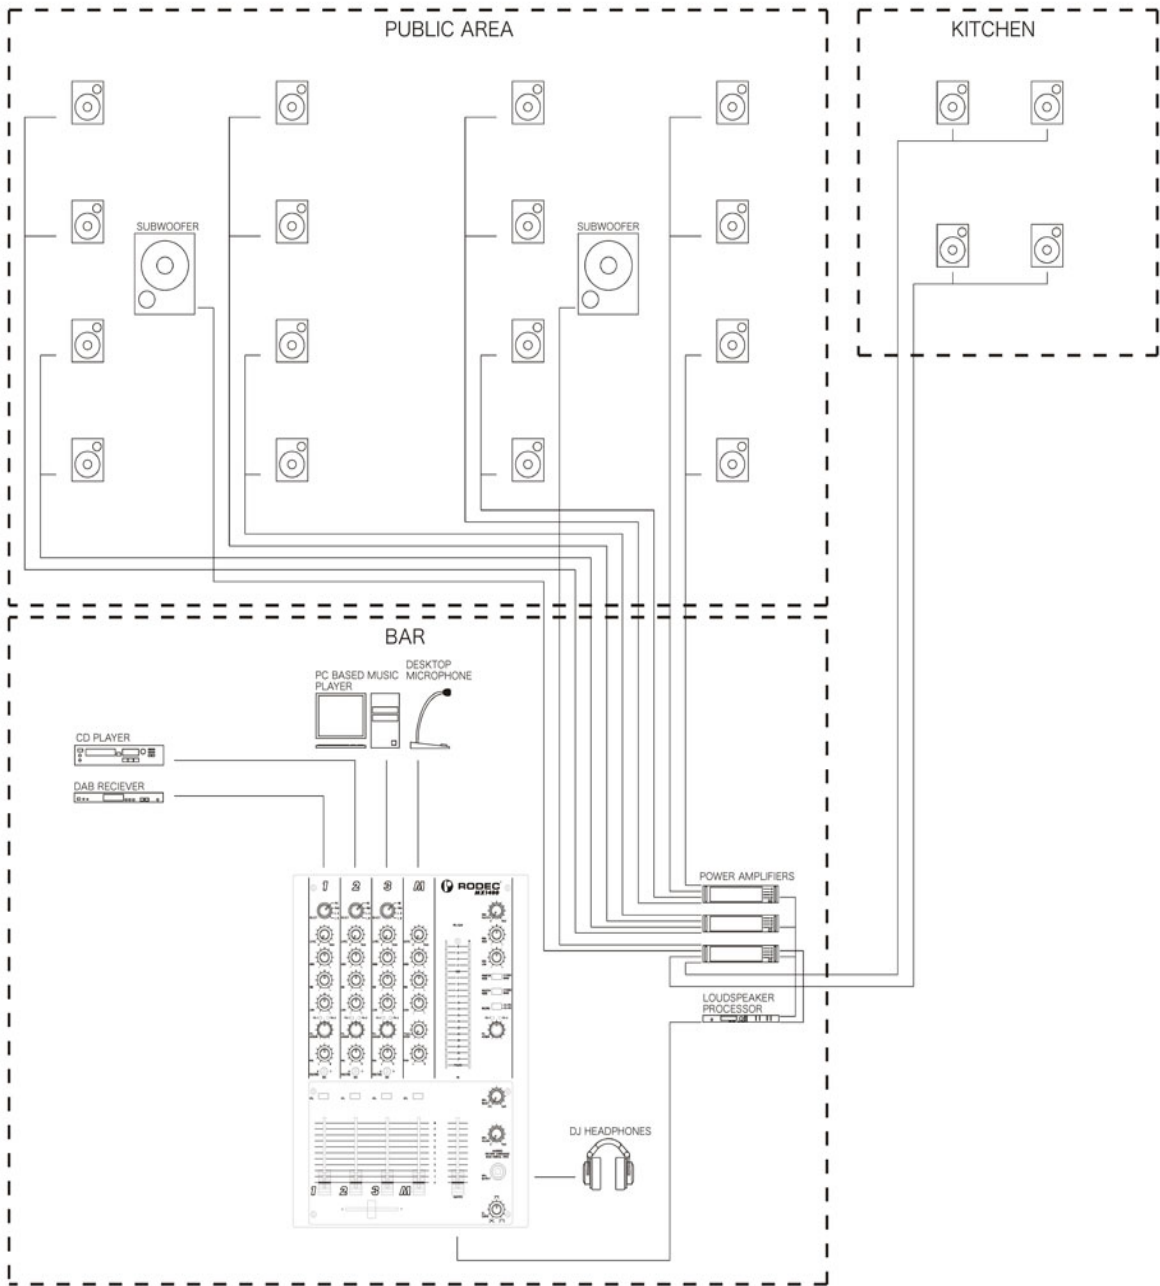 PUBLIC AREA
KITCHEN
SUBWOOFER
SUBWOOFER
BAR
PC BASED MUSIC
PLAYER
DESKTOP
MICROPHONE
CD PLAYER
DAB RECIEVER
1 2 3 M RODEC
MX1400
POWER AMPLIFIERS
LOUDSPEAKER
PROCESSOR
DJ HEADPHONES
1 2 3 M